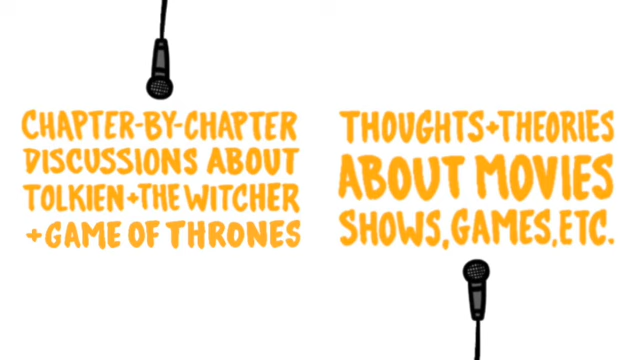 CHAPTER-BY-CHAPTER
DISCUSSIONS ABOUT
TOLKIEN+THE WITCHER
+GAME OF THRONES
THOUGHTS+THEORIES
ABOUT MOVIES
SHOWS, GAMES, ETC.